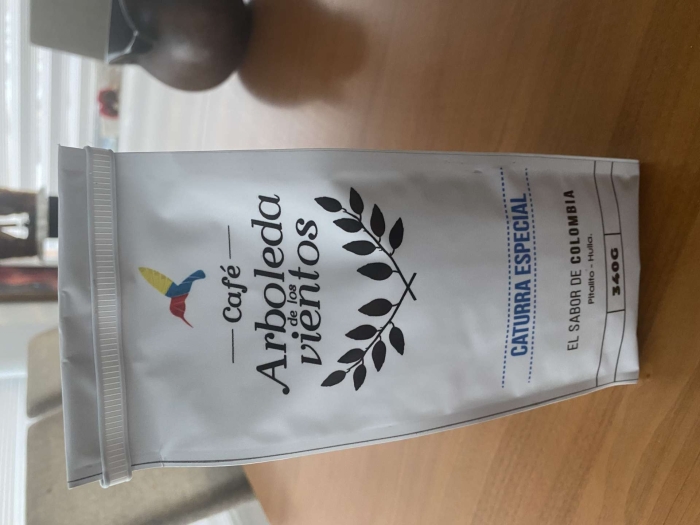 Café
Arboleda
de los
vientos
CATURRA ESPECIAL
EL SABOR DE COLOMBIA
Pitalito - Huila.
340G